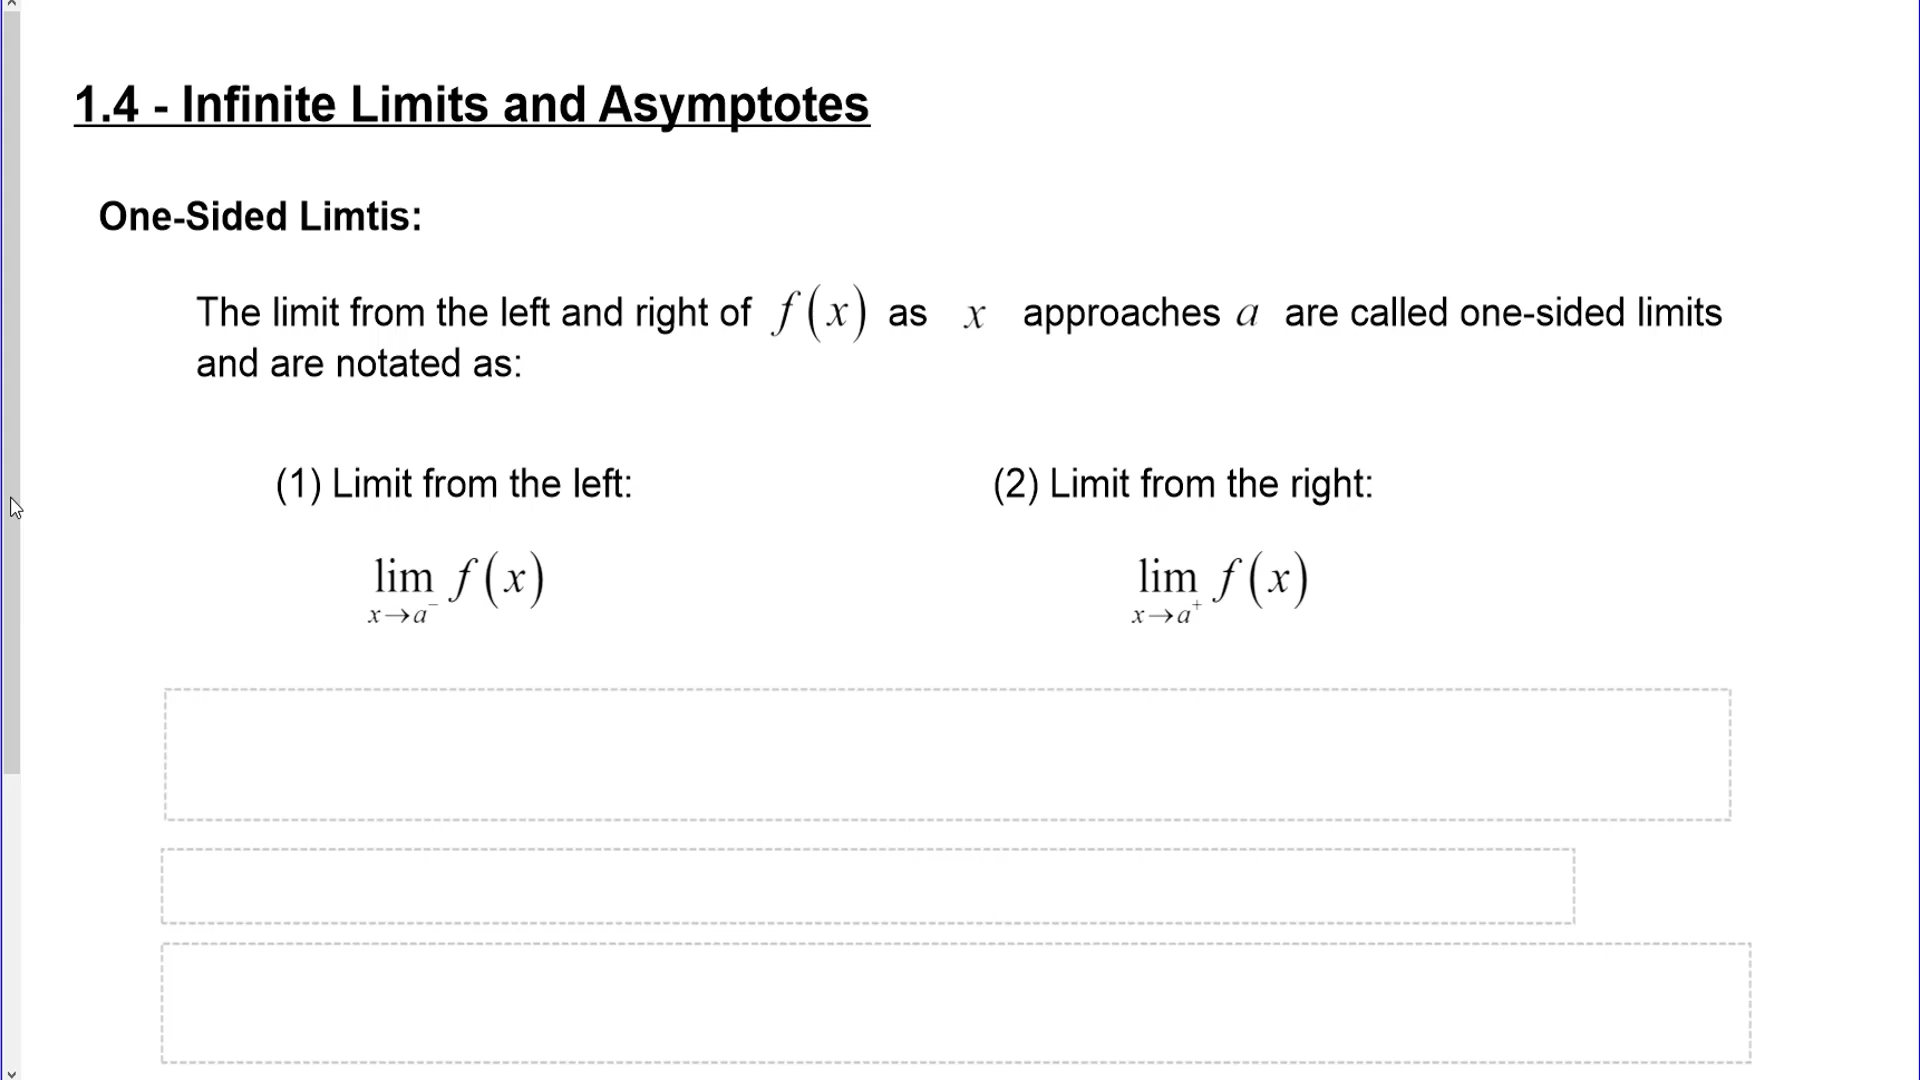 1.4 - Infinite Limits and Asymptotes
One-Sided Limtis:
The limit from the left and right of f(x) as x approaches a are called one-sided limits
and are notated as:
(1) Limit from the left: (2) Limit from the right:
lim f(x) lim f(x)
x→a⁻ x→a⁺